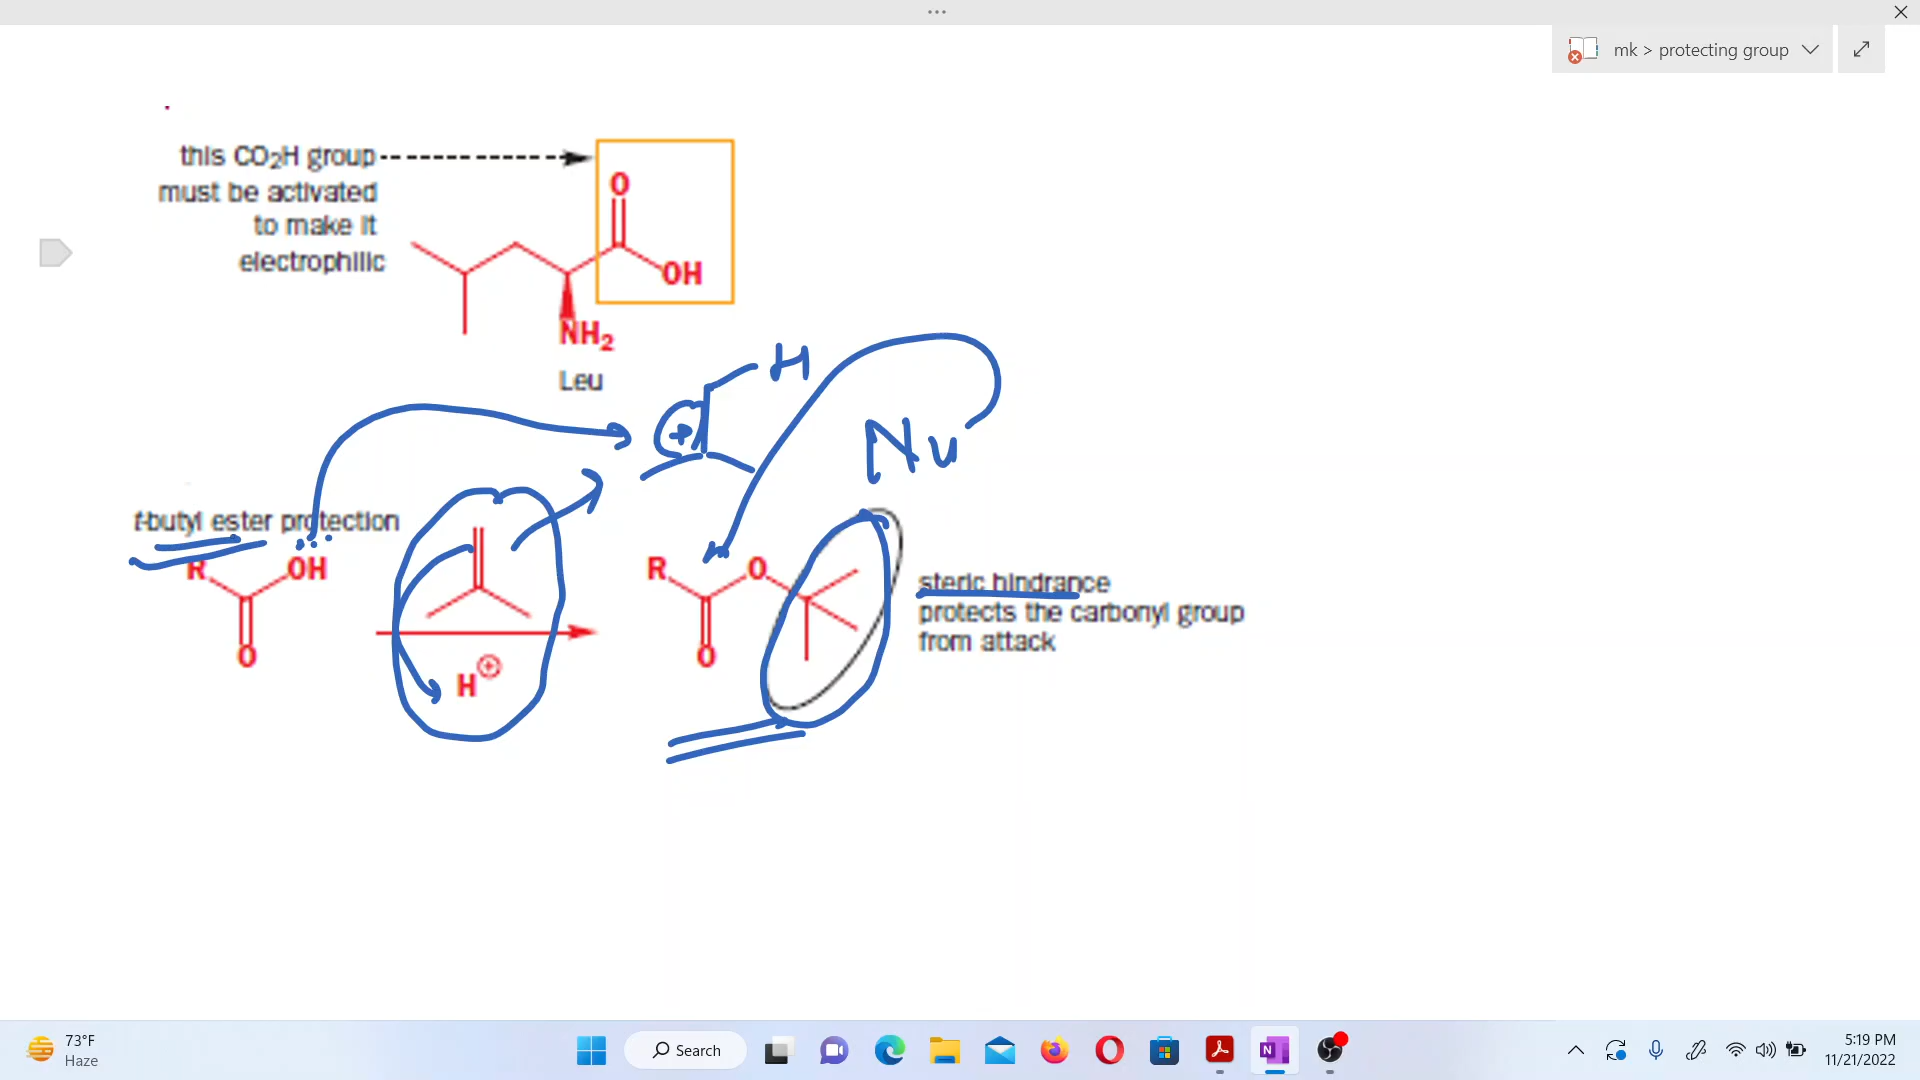 mk > protecting group
this CO₂H group
must be activated
to make it
electrophilic
O
OH
NH₂
Leu
H
+
Nu
t-butyl ester protection
R
OH
O
H⊕
R
O
O
steric hindrance
protects the carbonyl group
from attack
73°F
Haze
Search
5:19 PM
11/21/2022